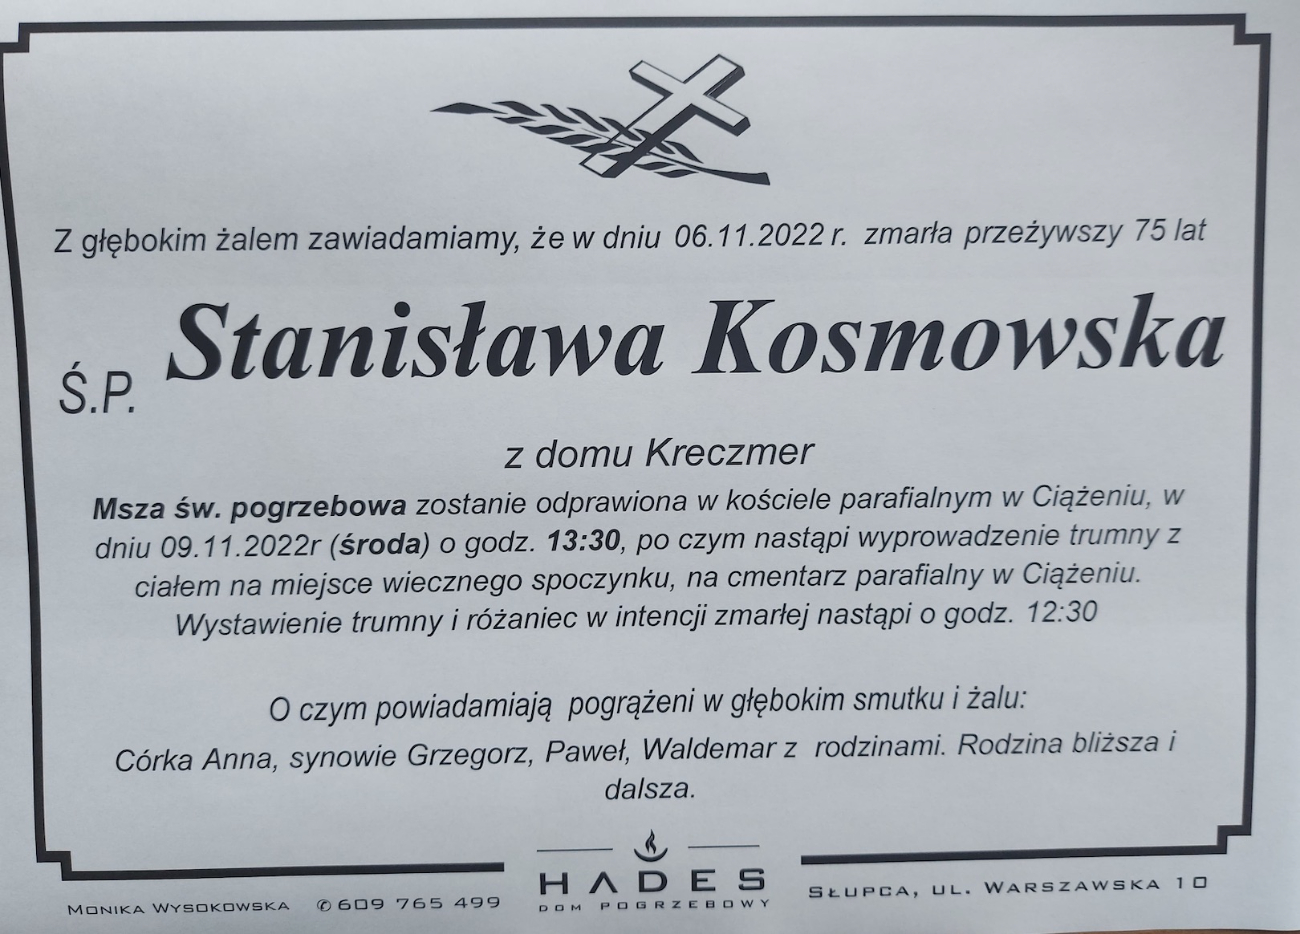 Z głębokim żalem zawiadamiamy, że w dniu 06.11.2022 r. zmarła przeżywszy 75 lat
Ś.P. Stanisława Kosmowska
z domu Kreczmer
Msza św. pogrzebowa zostanie odprawiona w kościele parafialnym w Ciążeniu, w
dniu 09.11.2022r (środa) o godz. 13:30, po czym nastąpi wyprowadzenie trumny z
ciałem na miejsce wiecznego spoczynku, na cmentarz parafialny w Ciążeniu.
Wystawienie trumny i różaniec w intencji zmarłej nastąpi o godz. 12:30
O czym powiadamiają pogrążeni w głębokim smutku i żalu:
Córka Anna, synowie Grzegorz, Paweł, Waldemar z rodzinami. Rodzina bliższa i
dalsza.
Monika Wysokowska ✆ 609 765 499
HADES
DOM POGRZEBOWY
Słupca, ul. Warszawska 10